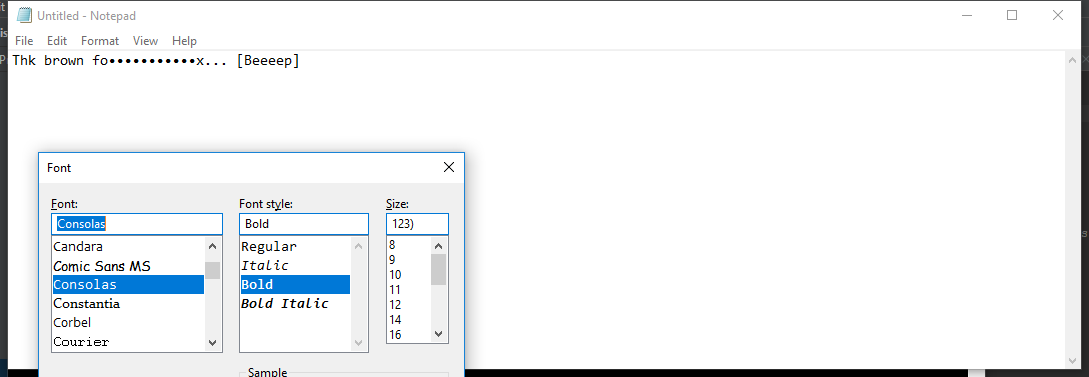 Untitled - Notepad
File Edit Format View Help
Thk brown fo•••••••••••x... [Beeeep]
Font
Font: Font style: Size:
Consolas Bold 123)
Candara Regular 8
Comic Sans MS Italic 9
Consolas Bold 10
Constantia Bold Italic 11
Corbel 12
Courier 14
16
Sample